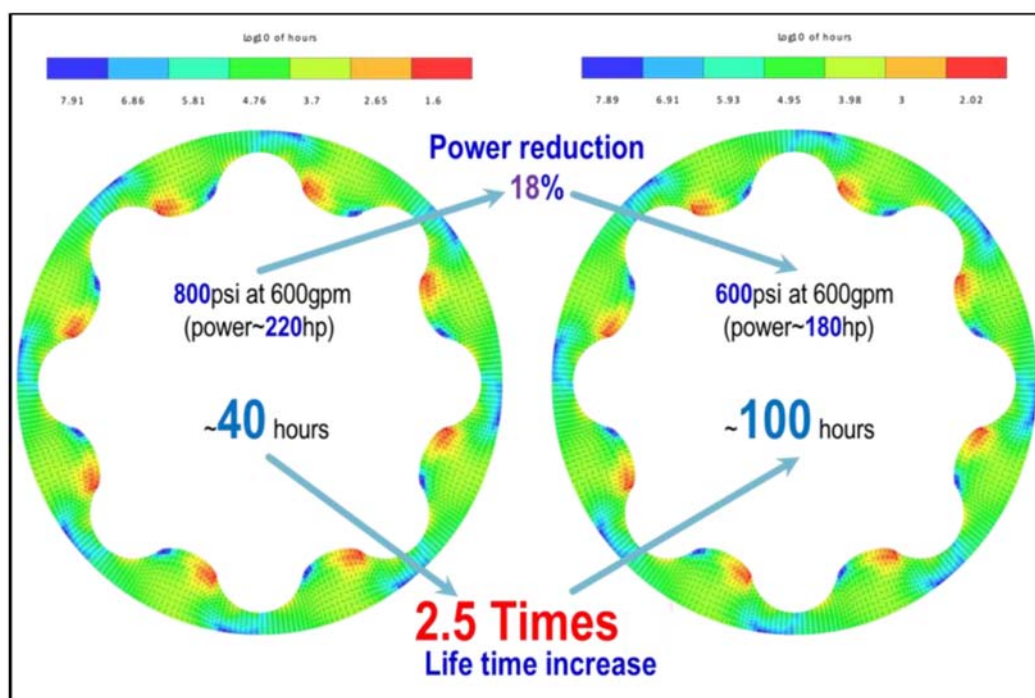 Log10 of hours
7.91 6.86 5.81 4.76 3.7 2.65 1.6
Log10 of hours
7.89 6.91 5.93 4.95 3.98 3 2.02
Power reduction
18%
800psi at 600gpm
(power~220hp)
600psi at 600gpm
(power~180hp)
~40 hours
~100 hours
2.5 Times
Life time increase